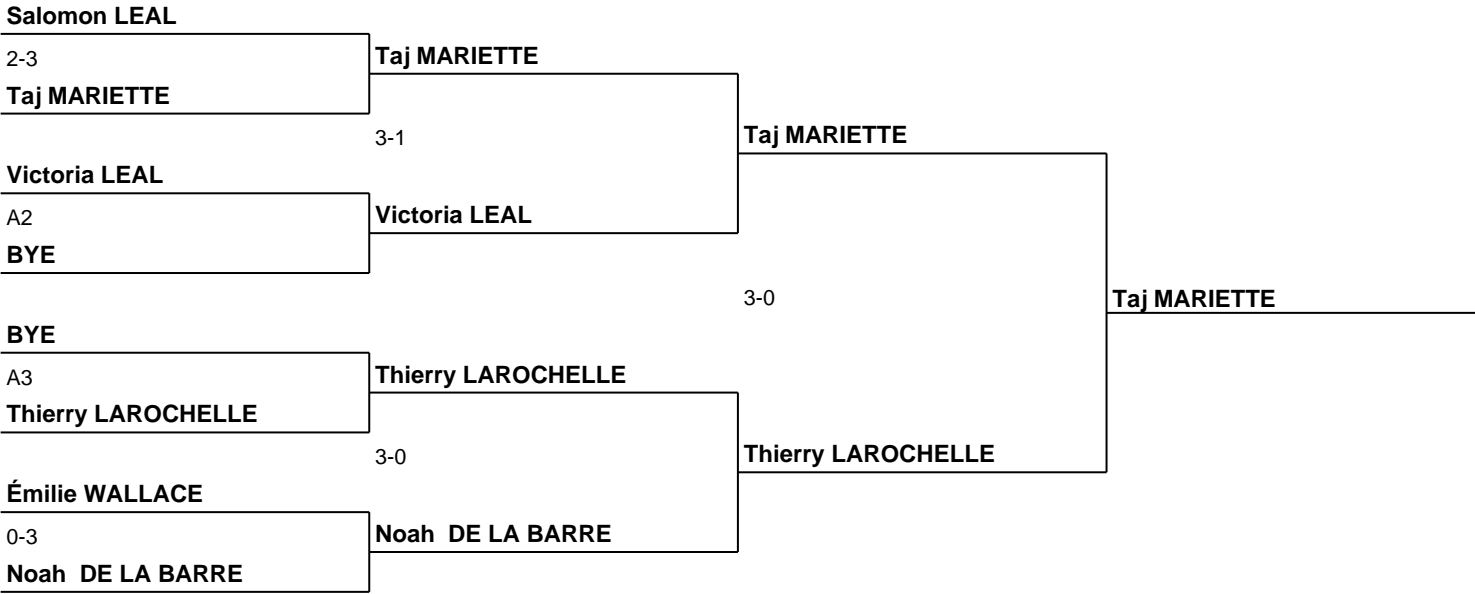 Salomon LEAL
2-3
Taj MARIETTE
Taj MARIETTE
3-1
Taj MARIETTE
Victoria LEAL
A2
Victoria LEAL
BYE
3-0
Taj MARIETTE
BYE
A3
Thierry LAROCHELLE
Thierry LAROCHELLE
3-0
Thierry LAROCHELLE
Émilie WALLACE
0-3
Noah  DE LA BARRE
Noah  DE LA BARRE